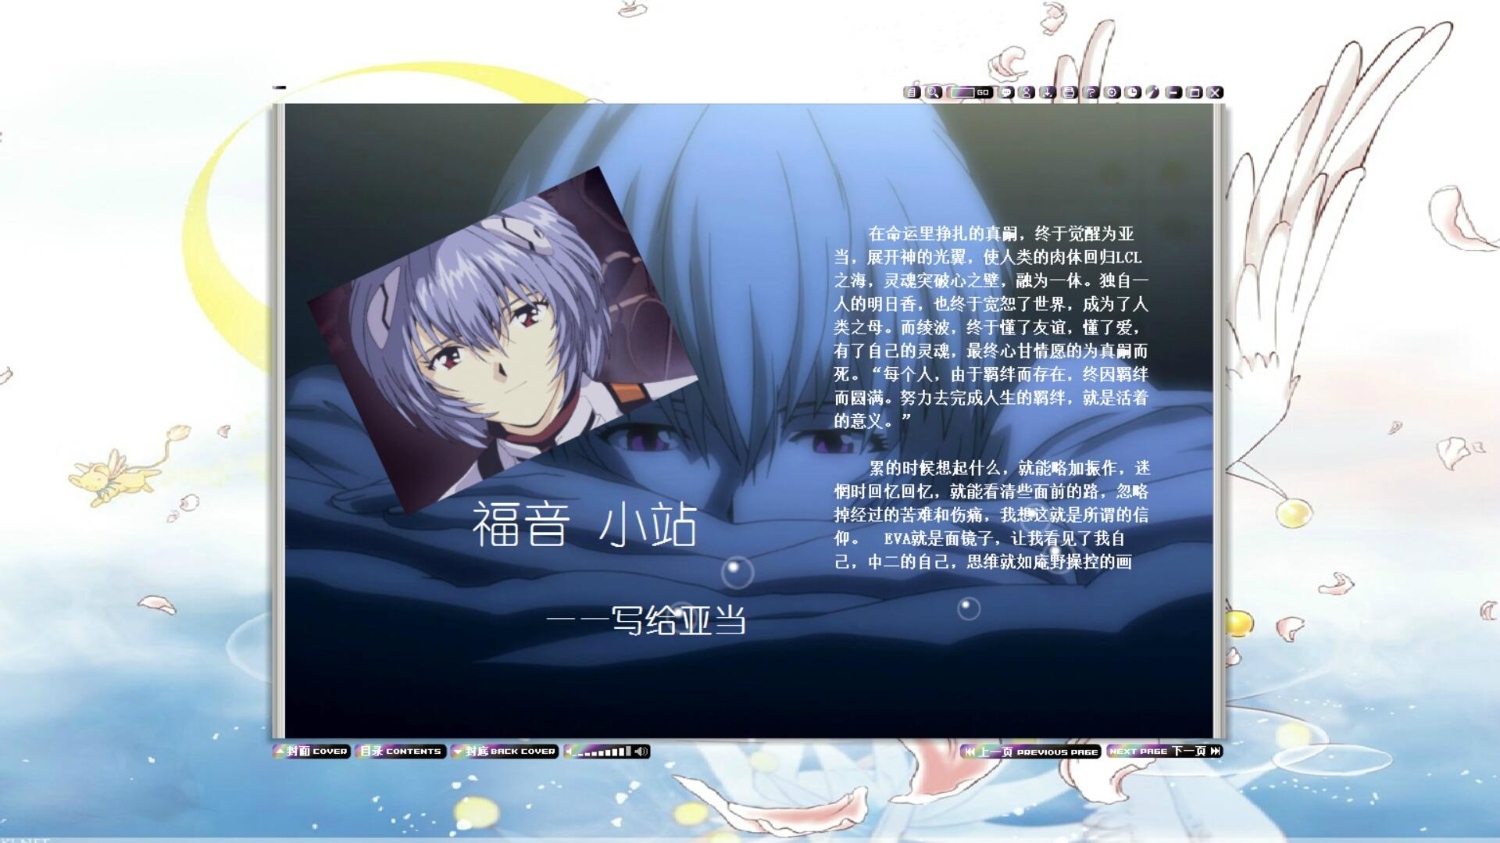 GO
福音 小站
——写给亚当
在命运里挣扎的真嗣，终于觉醒为亚
当，展开神的光翼，使人类的肉体回归LCL
之海，灵魂突破心之壁，融为一体。独自一
人的明日香，也终于宽恕了世界，成为了人
类之母。而绫波，终于懂了友谊，懂了爱，
有了自己的灵魂，最终心甘情愿的为真嗣而
死。“每个人，由于羁绊而存在，终因羁绊
而圆满。努力去完成人生的羁绊，就是活着
的意义。”
累的时候想起什么，就能略加振作，迷
惘时回忆回忆，就能看清些面前的路，忽略
掉经过的苦难和伤痛，我想这就是所谓的信
仰。 EVA就是面镜子，让我看见了我自
己，中二的自己，思维就如庵野操控的画
封面 COVER
目录 CONTENTS
封底 BACK COVER
上一页 PREVIOUS PAGE
NEXT PAGE 下一页